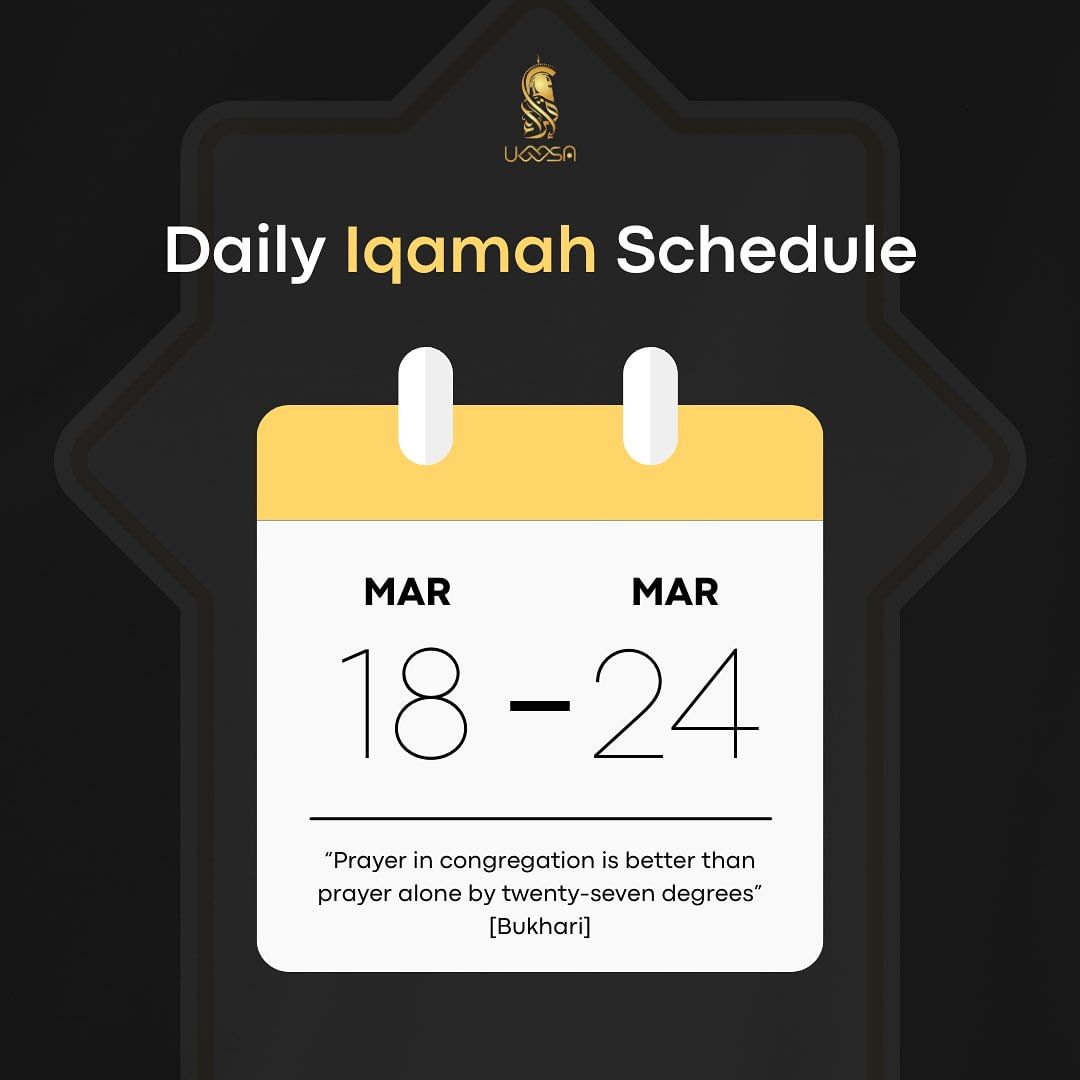 UKOOSA
Daily Iqamah Schedule
MAR MAR
18 – 24
“Prayer in congregation is better than
prayer alone by twenty-seven degrees”
[Bukhari]